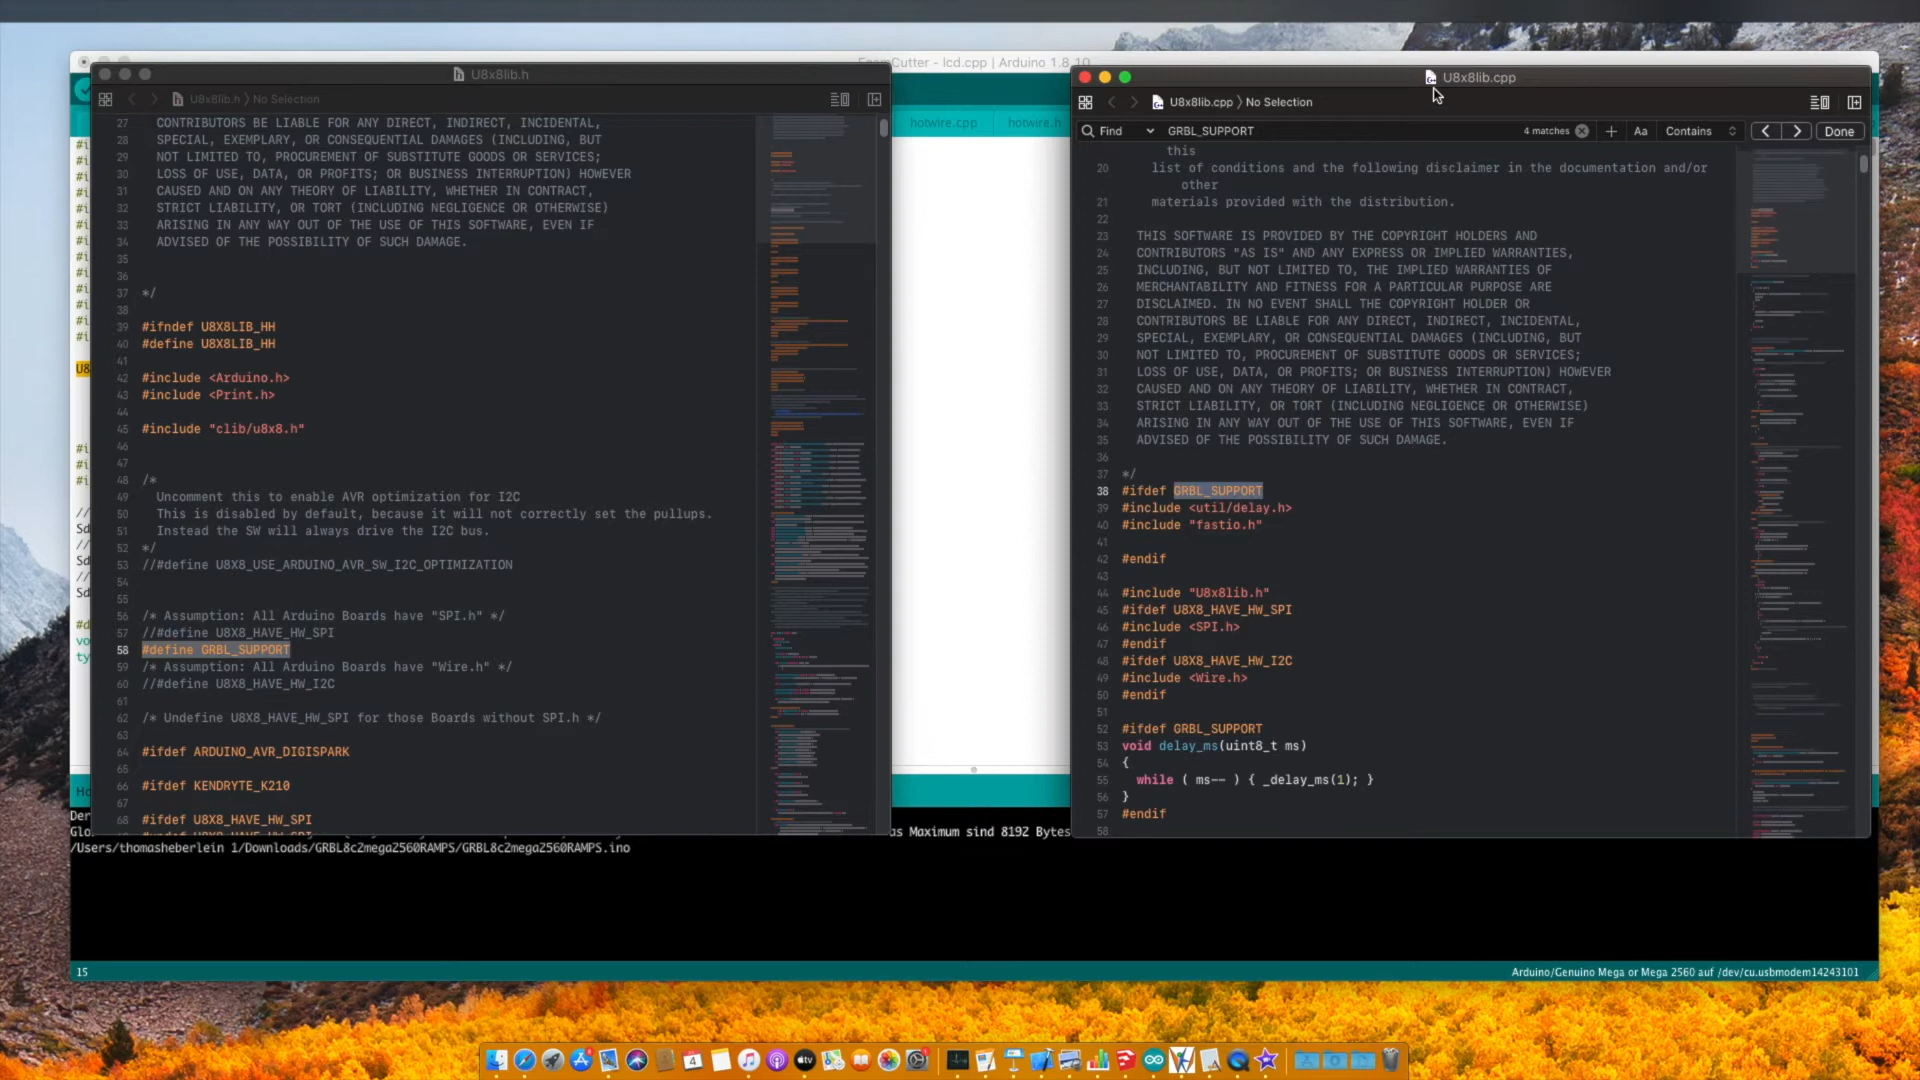 FoamCutter - lcd.cpp | Arduino 1.8.10
U8x8lib.h
U8x8lib.h 〉No Selection
27 CONTRIBUTORS BE LIABLE FOR ANY DIRECT, INDIRECT, INCIDENTAL,
28 SPECIAL, EXEMPLARY, OR CONSEQUENTIAL DAMAGES (INCLUDING, BUT
29 NOT LIMITED TO, PROCUREMENT OF SUBSTITUTE GOODS OR SERVICES;
30 LOSS OF USE, DATA, OR PROFITS; OR BUSINESS INTERRUPTION) HOWEVER
31 CAUSED AND ON ANY THEORY OF LIABILITY, WHETHER IN CONTRACT,
32 STRICT LIABILITY, OR TORT (INCLUDING NEGLIGENCE OR OTHERWISE)
33 ARISING IN ANY WAY OUT OF THE USE OF THIS SOFTWARE, EVEN IF
34 ADVISED OF THE POSSIBILITY OF SUCH DAMAGE.
35
36
37 */
38
39 #ifndef U8X8LIB_HH
40 #define U8X8LIB_HH
41
42 #include <Arduino.h>
43 #include <Print.h>
44
45 #include "clib/u8x8.h"
46
47
48 /*
49 Uncomment this to enable AVR optimization for I2C
50 This is disabled by default, because it will not correctly set the pullups.
51 Instead the SW will always drive the I2C bus.
52 */
53 //#define U8X8_USE_ARDUINO_AVR_SW_I2C_OPTIMIZATION
54
55
56 /* Assumption: All Arduino Boards have "SPI.h" */
57 //#define U8X8_HAVE_HW_SPI
58 #define GRBL_SUPPORT
59 /* Assumption: All Arduino Boards have "Wire.h" */
60 //#define U8X8_HAVE_HW_I2C
61
62 /* Undefine U8X8_HAVE_HW_SPI for those Boards without SPI.h */
64 #ifdef ARDUINO_AVR_DIGISPARK
65
66 #ifdef KENDRYTE_K210
67
68 #ifdef U8X8_HAVE_HW_SPI
hotwire.cpp
hotwire.h
U8x8lib.cpp
U8x8lib.cpp 〉No Selection
Find GRBL_SUPPORT 4 matches Aa Contains Done
this
20 list of conditions and the following disclaimer in the documentation and/or
other
21 materials provided with the distribution.
22
23 THIS SOFTWARE IS PROVIDED BY THE COPYRIGHT HOLDERS AND
24 CONTRIBUTORS "AS IS" AND ANY EXPRESS OR IMPLIED WARRANTIES,
25 INCLUDING, BUT NOT LIMITED TO, THE IMPLIED WARRANTIES OF
26 MERCHANTABILITY AND FITNESS FOR A PARTICULAR PURPOSE ARE
27 DISCLAIMED. IN NO EVENT SHALL THE COPYRIGHT HOLDER OR
28 CONTRIBUTORS BE LIABLE FOR ANY DIRECT, INDIRECT, INCIDENTAL,
29 SPECIAL, EXEMPLARY, OR CONSEQUENTIAL DAMAGES (INCLUDING, BUT
30 NOT LIMITED TO, PROCUREMENT OF SUBSTITUTE GOODS OR SERVICES;
31 LOSS OF USE, DATA, OR PROFITS; OR BUSINESS INTERRUPTION) HOWEVER
32 CAUSED AND ON ANY THEORY OF LIABILITY, WHETHER IN CONTRACT,
33 STRICT LIABILITY, OR TORT (INCLUDING NEGLIGENCE OR OTHERWISE)
34 ARISING IN ANY WAY OUT OF THE USE OF THIS SOFTWARE, EVEN IF
35 ADVISED OF THE POSSIBILITY OF SUCH DAMAGE.
36
37 */
38 #ifdef GRBL_SUPPORT
39 #include <util/delay.h>
40 #include "fastio.h"
41
42 #endif
43
44 #include "U8x8lib.h"
45 #ifdef U8X8_HAVE_HW_SPI
46 #include <SPI.h>
47 #endif
48 #ifdef U8X8_HAVE_HW_I2C
49 #include <Wire.h>
50 #endif
51
52 #ifdef GRBL_SUPPORT
53 void delay_ms(uint8_t ms)
54 {
55 while ( ms-- ) { _delay_ms(1); }
56 }
57 #endif
58
as Maximum sind 8192 Bytes
/Users/thomasheberlein 1/Downloads/GRBL8c2mega2560RAMPS/GRBL8c2mega2560RAMPS.ino
15
Arduino/Genuino Mega or Mega 2560 auf /dev/cu.usbmodem14243101